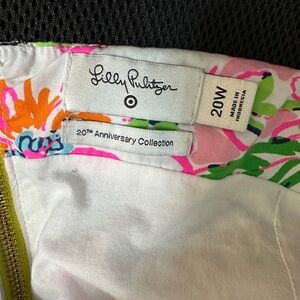 Lilly Pulitzer
20W
MADE IN
INDONESIA
20TH Anniversary Collection